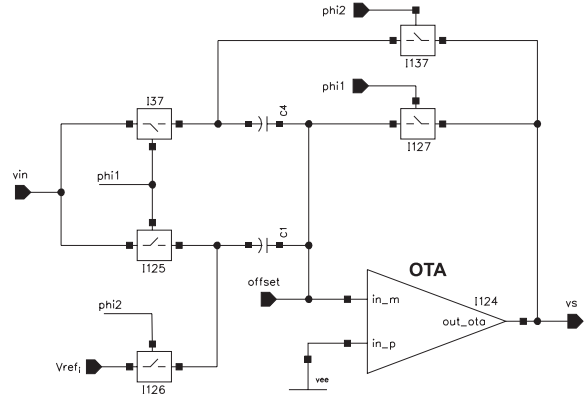 phi2
I137
phi1
I37
C4
I127
vin
phi1
I125
C1
offset
OTA
I124
in_m
out_ota
vs
in_p
phi2
Vrefi
I126
vee